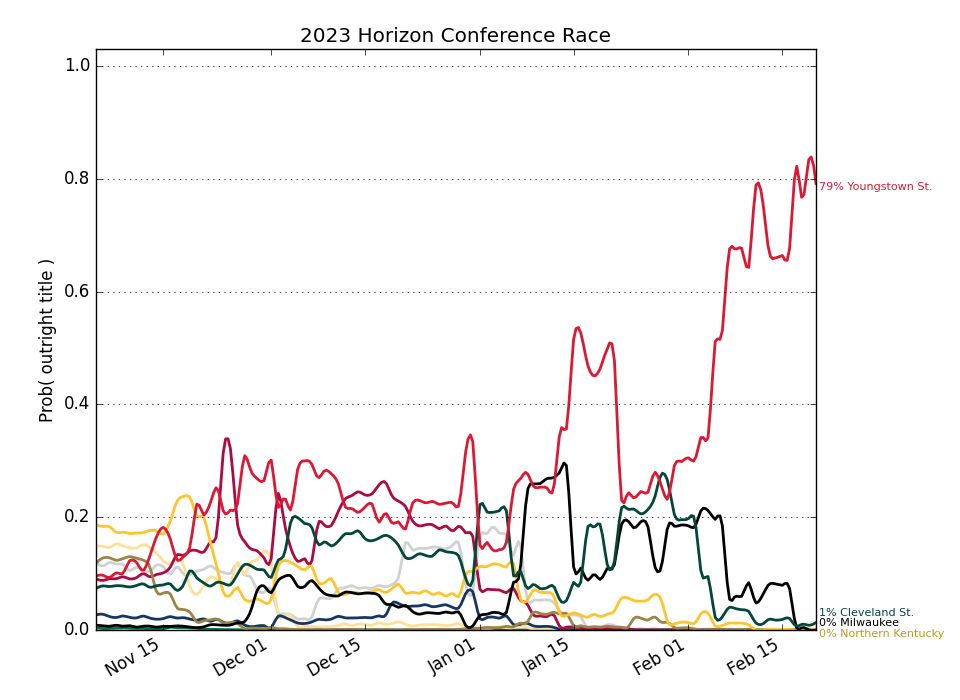 2023 Horizon Conference Race
Prob( outright title )
1.0
0.8
0.6
0.4
0.2
0.0
79% Youngstown St.
1% Cleveland St.
0% Milwaukee
0% Northern Kentucky
Nov 15
Dec 01
Dec 15
Jan 01
Jan 15
Feb 01
Feb 15